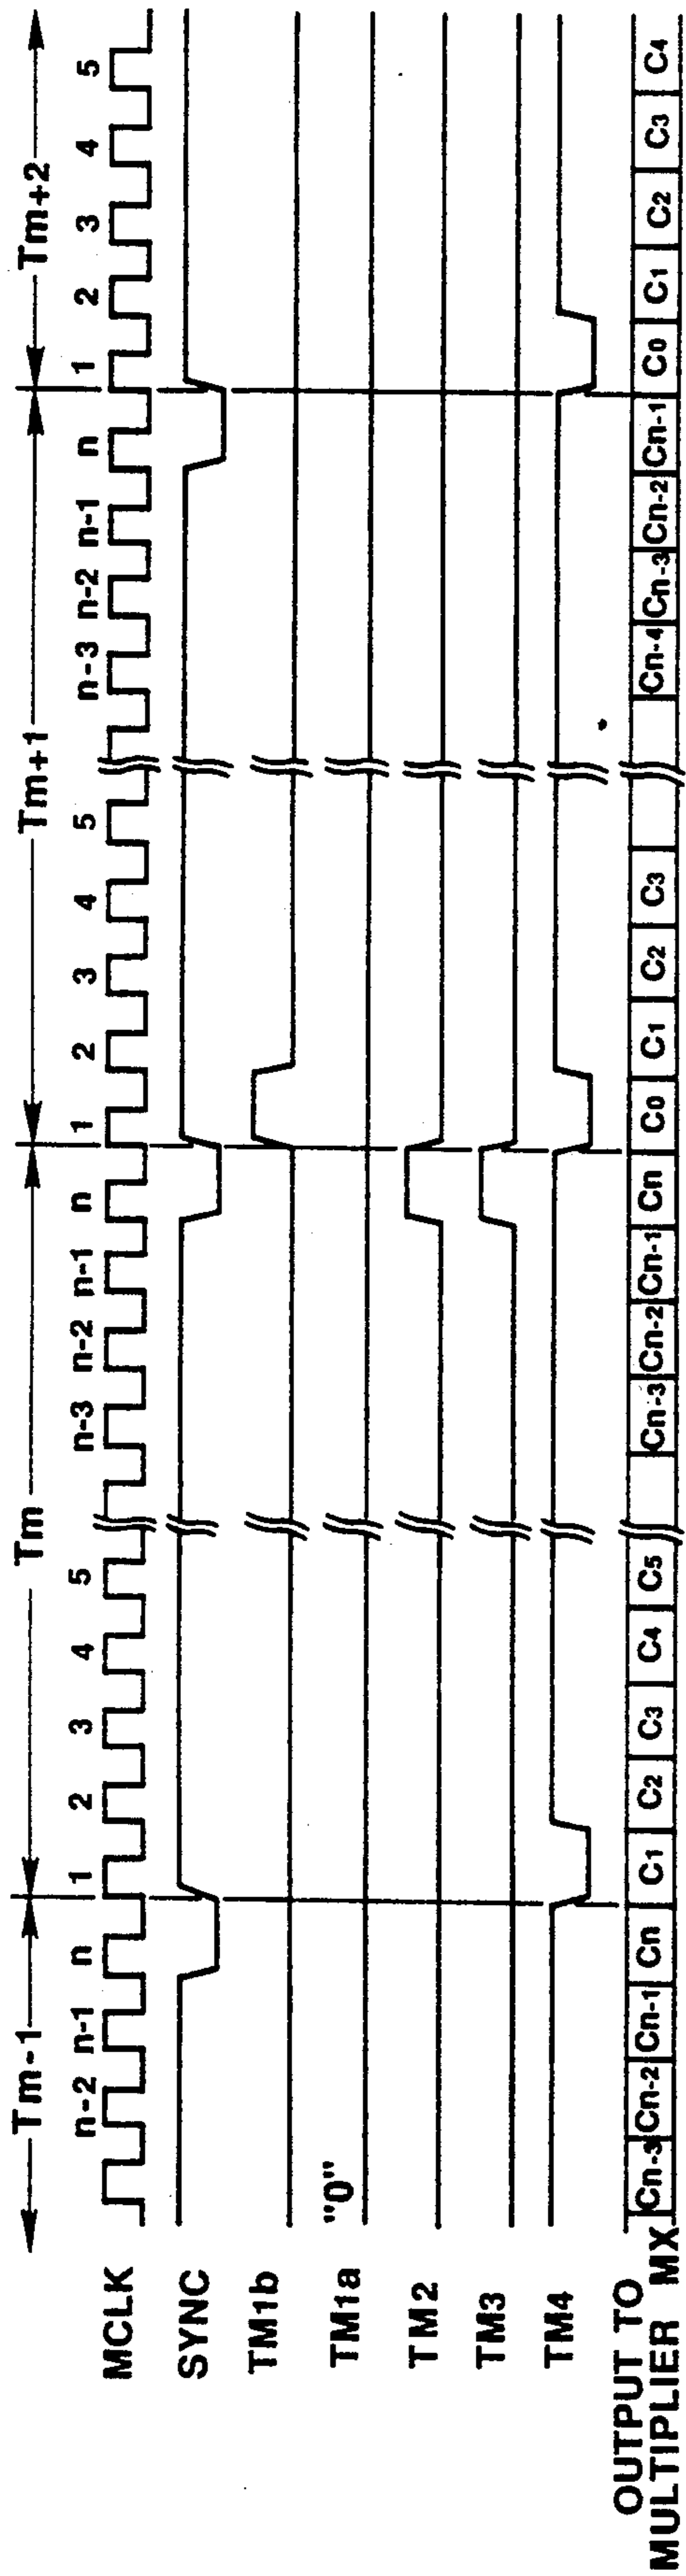 Tm-1 Tm Tm+1 Tm+2
n-2 n-1 n 1 2 3 4 5 n-3 n-2 n-1 n 1 2 3 4 5 n-3 n-2 n-1 n 1 2 3 4 5
MCLK
SYNC
TM1b
"0"
TM1a
TM2
TM3
TM4
OUTPUT TO
MULTIPLIER MX
Cn-3 Cn-2 Cn-1 Cn C1 C2 C3 C4 C5 Cn-3 Cn-2 Cn-1 Cn C0 C1 C2 C3 Cn-4 Cn-3 Cn-2 Cn-1 C0 C1 C2 C3 C4